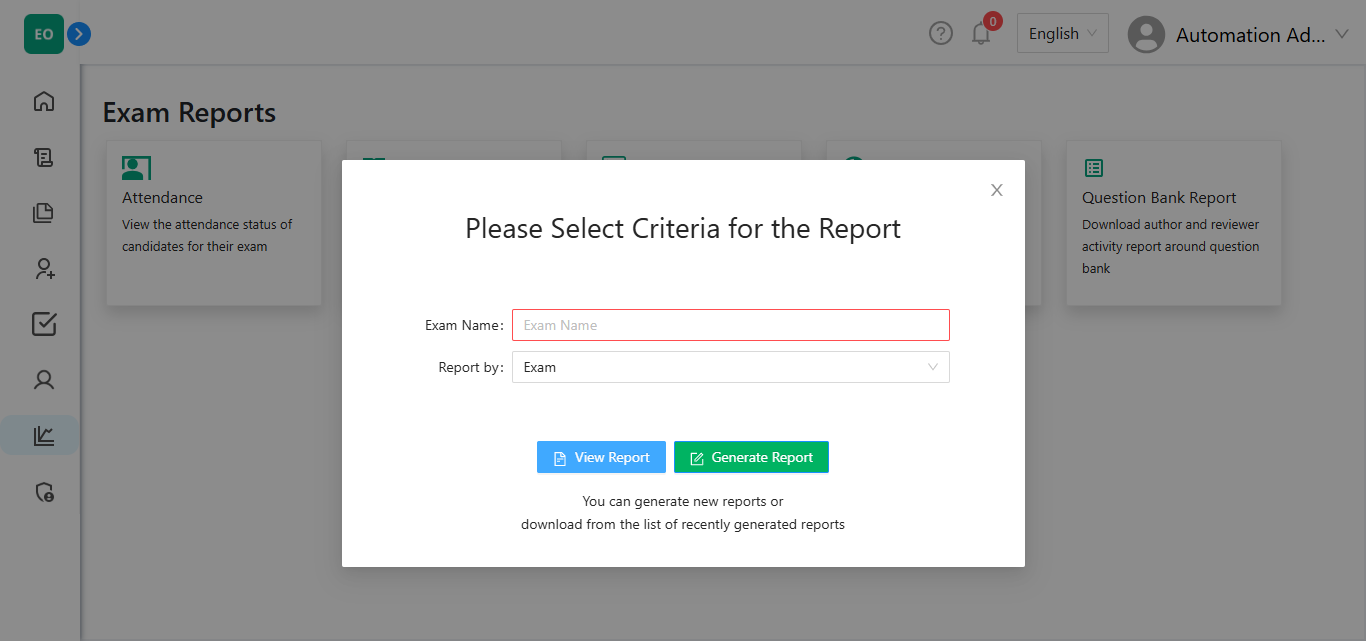 EO
0
English
Automation Ad...
Exam Reports
Attendance
View the attendance status of
candidates for their exam
Question Bank Report
Download author and reviewer
activity report around question
bank
Please Select Criteria for the Report
Exam Name:
Exam Name
Report by:
Exam
View Report
Generate Report
You can generate new reports or
download from the list of recently generated reports